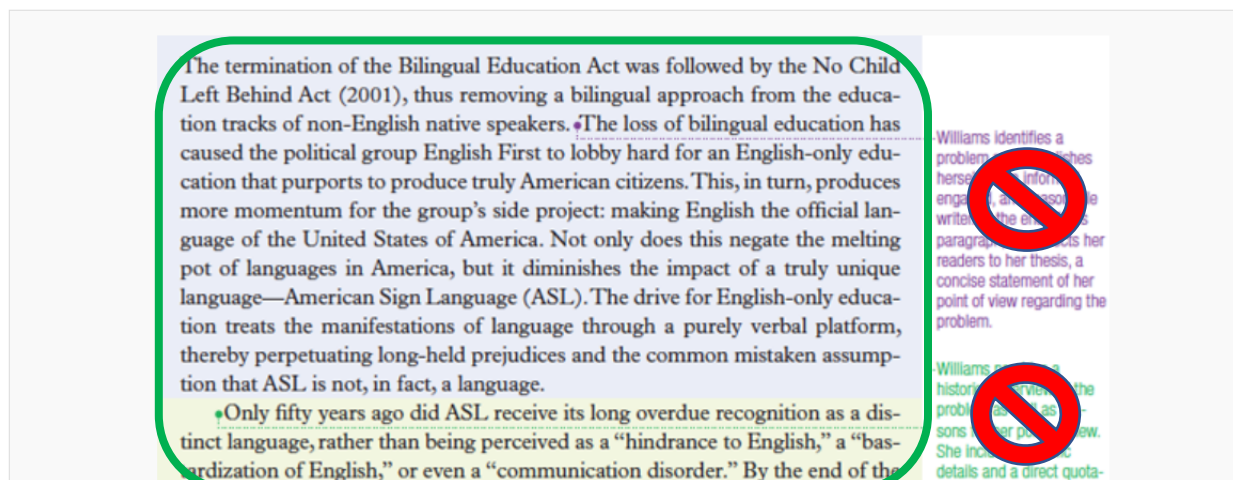 The termination of the Bilingual Education Act was followed by the No Child
Left Behind Act (2001), thus removing a bilingual approach from the educa-
tion tracks of non-English native speakers. The loss of bilingual education has
caused the political group English First to lobby hard for an English-only edu-
cation that purports to produce truly American citizens. This, in turn, produces
more momentum for the group's side project: making English the official lan-
guage of the United States of America. Not only does this negate the melting
pot of languages in America, but it diminishes the impact of a truly unique
language—American Sign Language (ASL). The drive for English-only educa-
tion treats the manifestations of language through a purely verbal platform,
thereby perpetuating long-held prejudices and the common mistaken assump-
tion that ASL is not, in fact, a language.
Only fifty years ago did ASL receive its long overdue recognition as a dis-
tinct language, rather than being perceived as a “hindrance to English,” a “bas-
ardization of English,” or even a “communication disorder.” By the end of the
Williams identifies a
problem
the
paragraph her
readers to her thesis, a
concise statement of her
point of view regarding the
problem.
Williams a
the
as
sons
She
details and a direct quota-